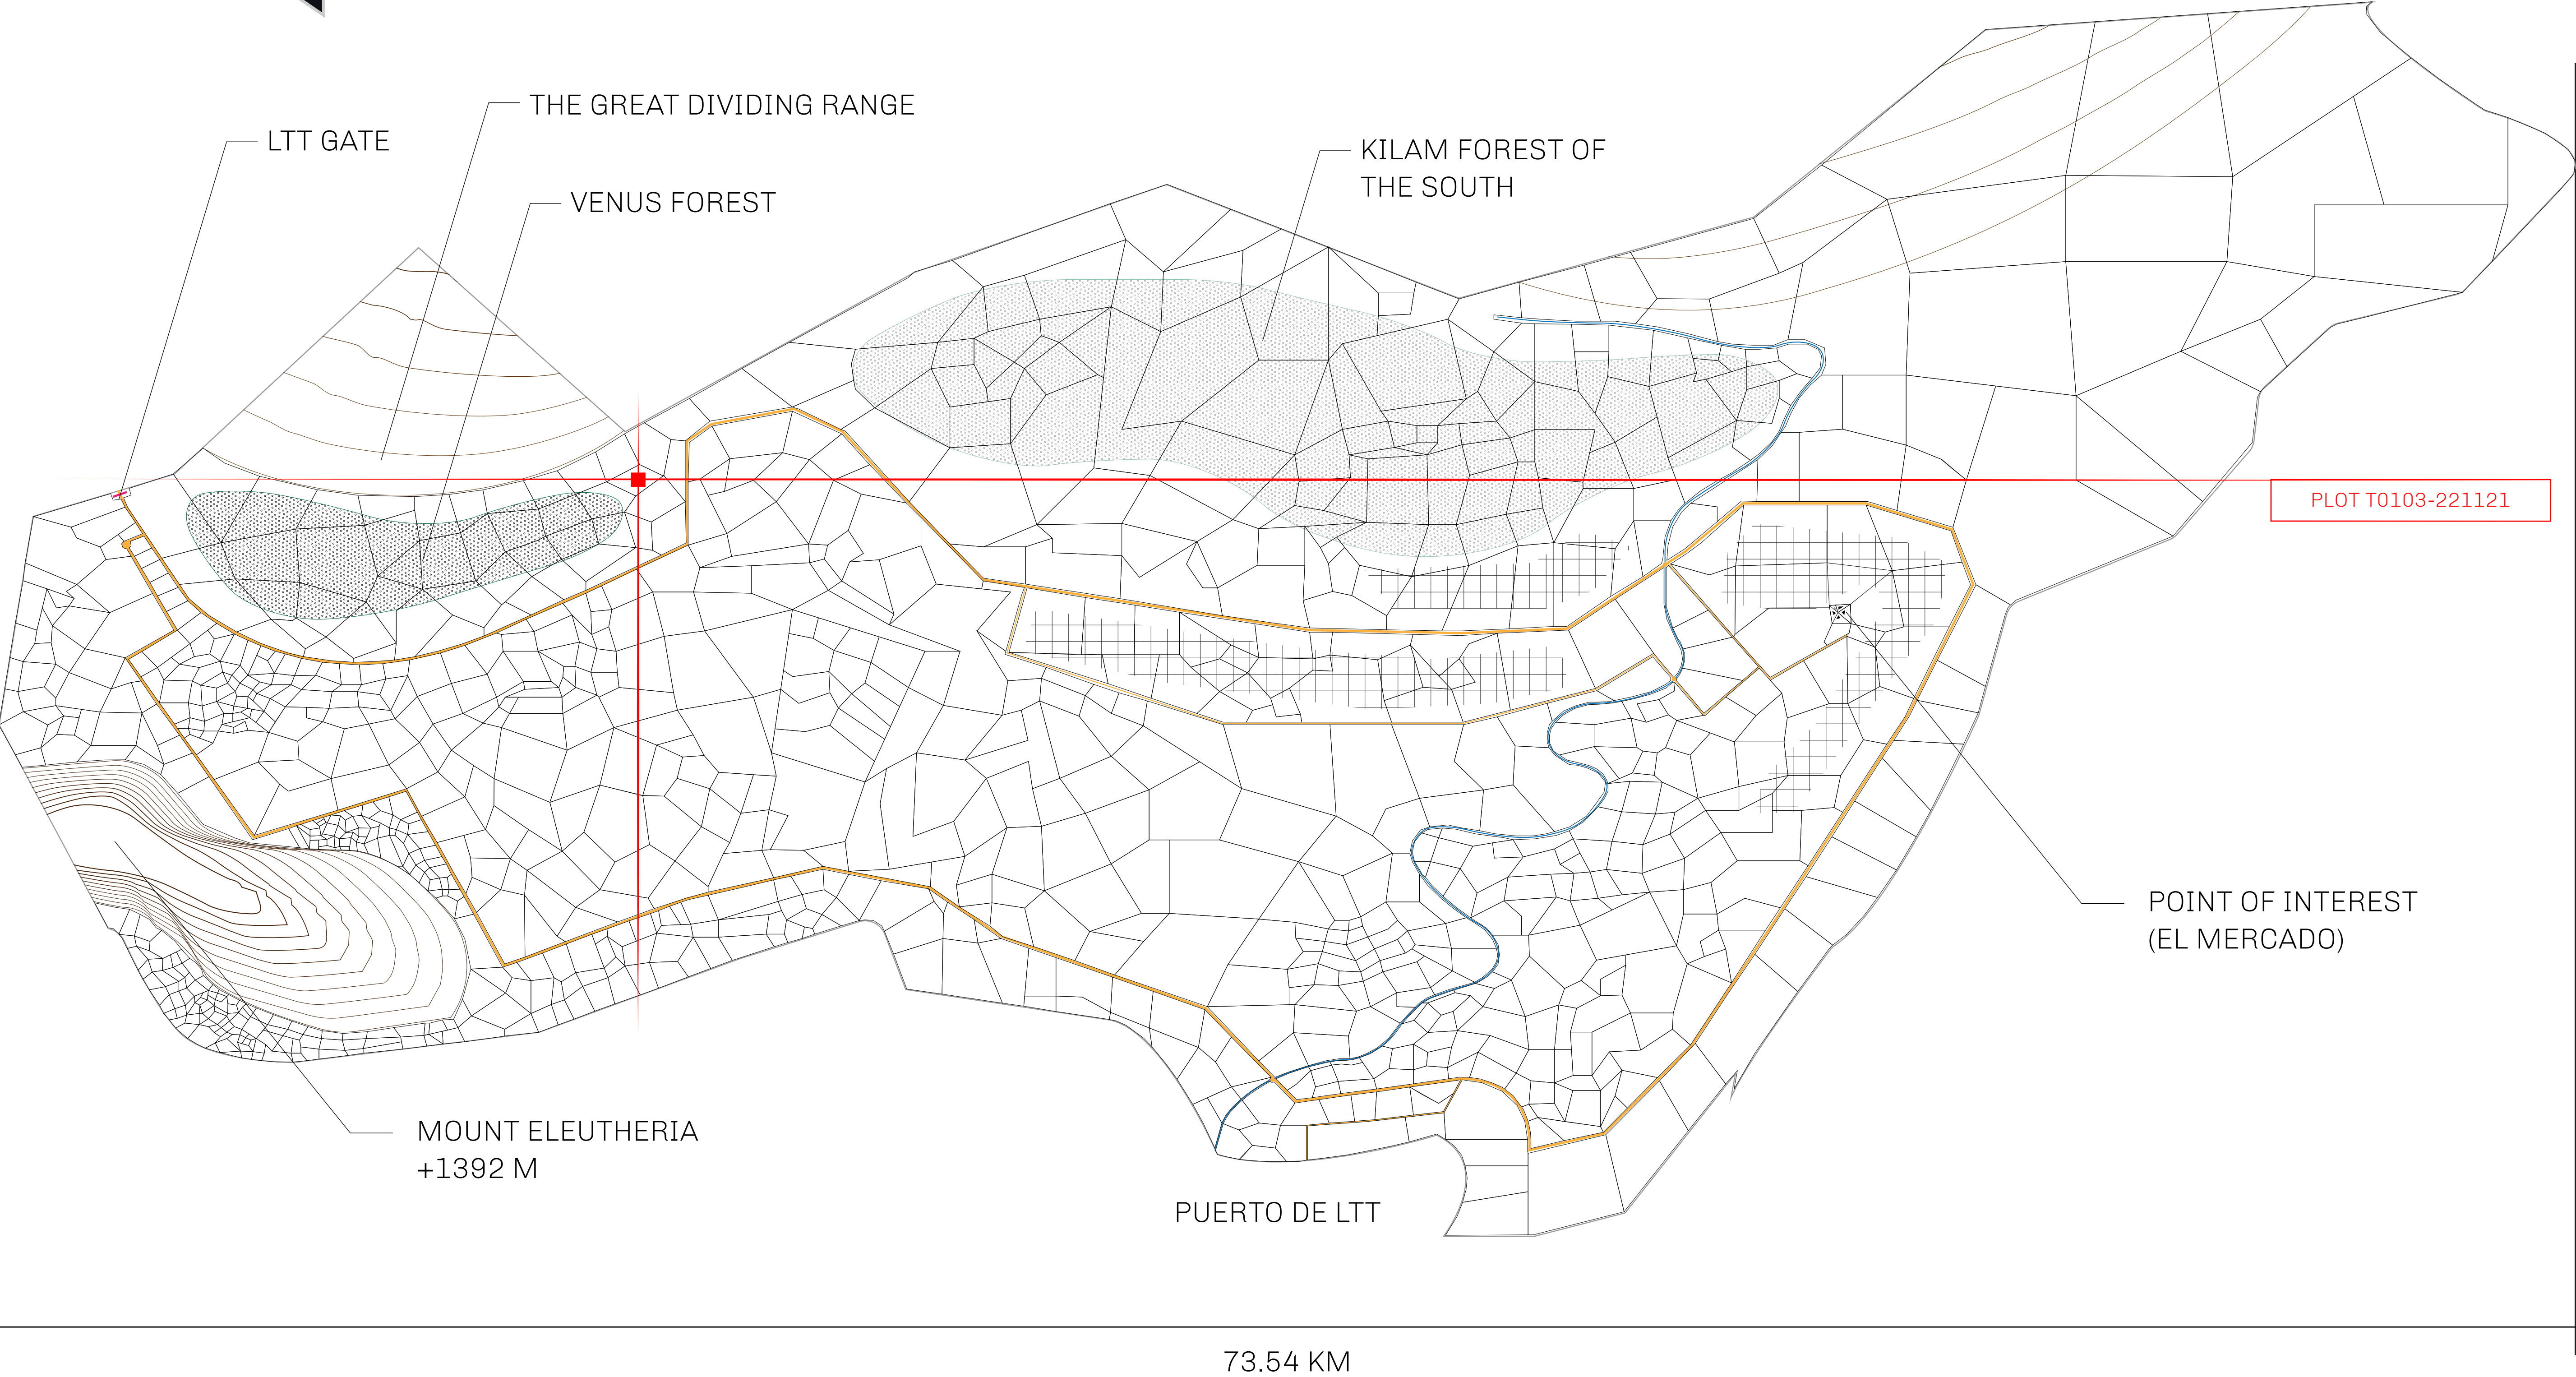 THE GREAT DIVIDING RANGE
LTT GATE
KILAM FOREST OF
THE SOUTH
VENUS FOREST
PLOT T0103-221121
POINT OF INTEREST
(EL MERCADO)
MOUNT ELEUTHERIA
+1392 M
PUERTO DE LTT
73.54 KM